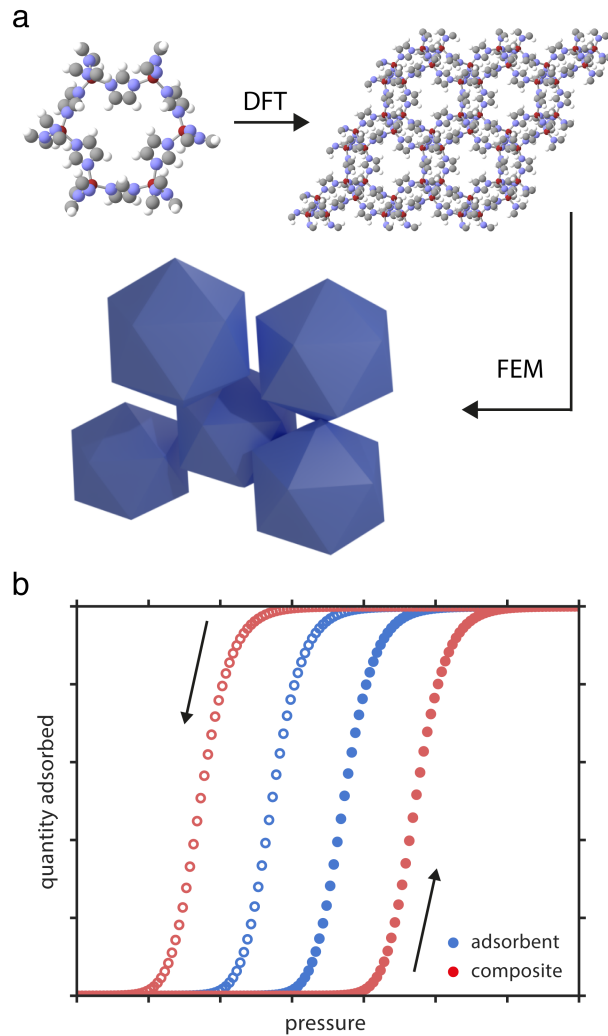 a
DFT
FEM
b
quantity adsorbed
adsorbent
composite
pressure